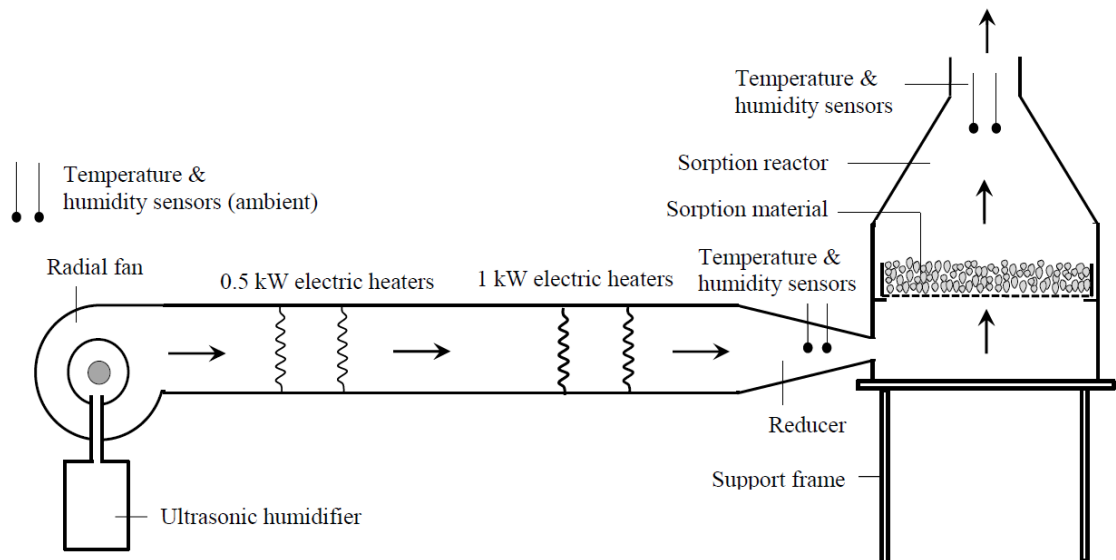 Temperature &
humidity sensors
Sorption reactor
Temperature &
humidity sensors (ambient)
Sorption material
Radial fan
Temperature &
humidity sensors
0.5 kW electric heaters
1 kW electric heaters
Reducer
Support frame
Ultrasonic humidifier